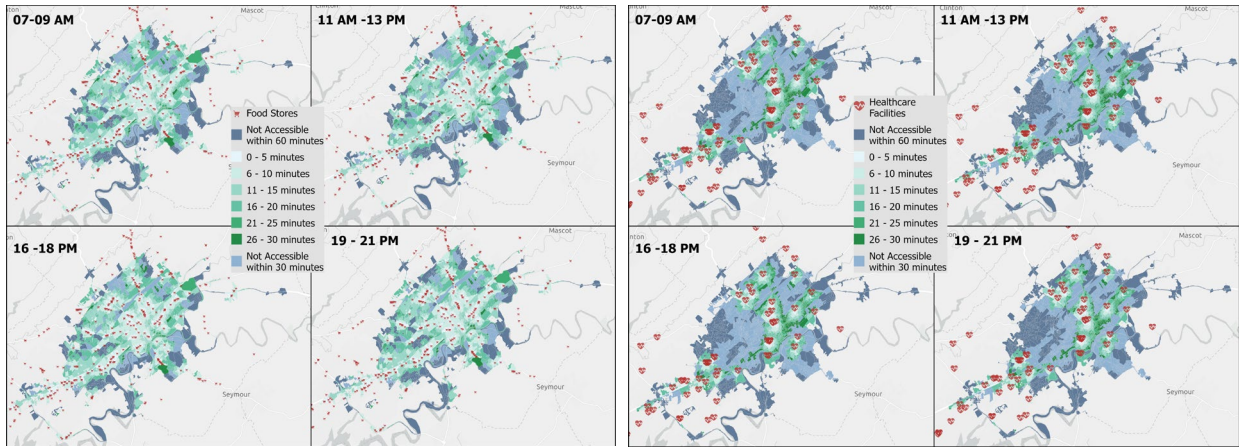 07-09 AM
Mascot
Clinton
11 AM -13 PM
Mascot
Food Stores
Not Accessible
within 60 minutes
0 - 5 minutes
6 - 10 minutes
11 - 15 minutes
16 - 20 minutes
21 - 25 minutes
26 - 30 minutes
Not Accessible
within 30 minutes
Seymour
16 -18 PM
Seymour
19 - 21 PM
Mascot
Seymour
07-09 AM
Mascot
Clinton
11 AM -13 PM
Mascot
Healthcare
Facilities
Not Accessible
within 60 minutes
0 - 5 minutes
6 - 10 minutes
11 - 15 minutes
16 - 20 minutes
21 - 25 minutes
26 - 30 minutes
Not Accessible
within 30 minutes
Seymour
16 -18 PM
Seymour
19 - 21 PM
Mascot
Seymour